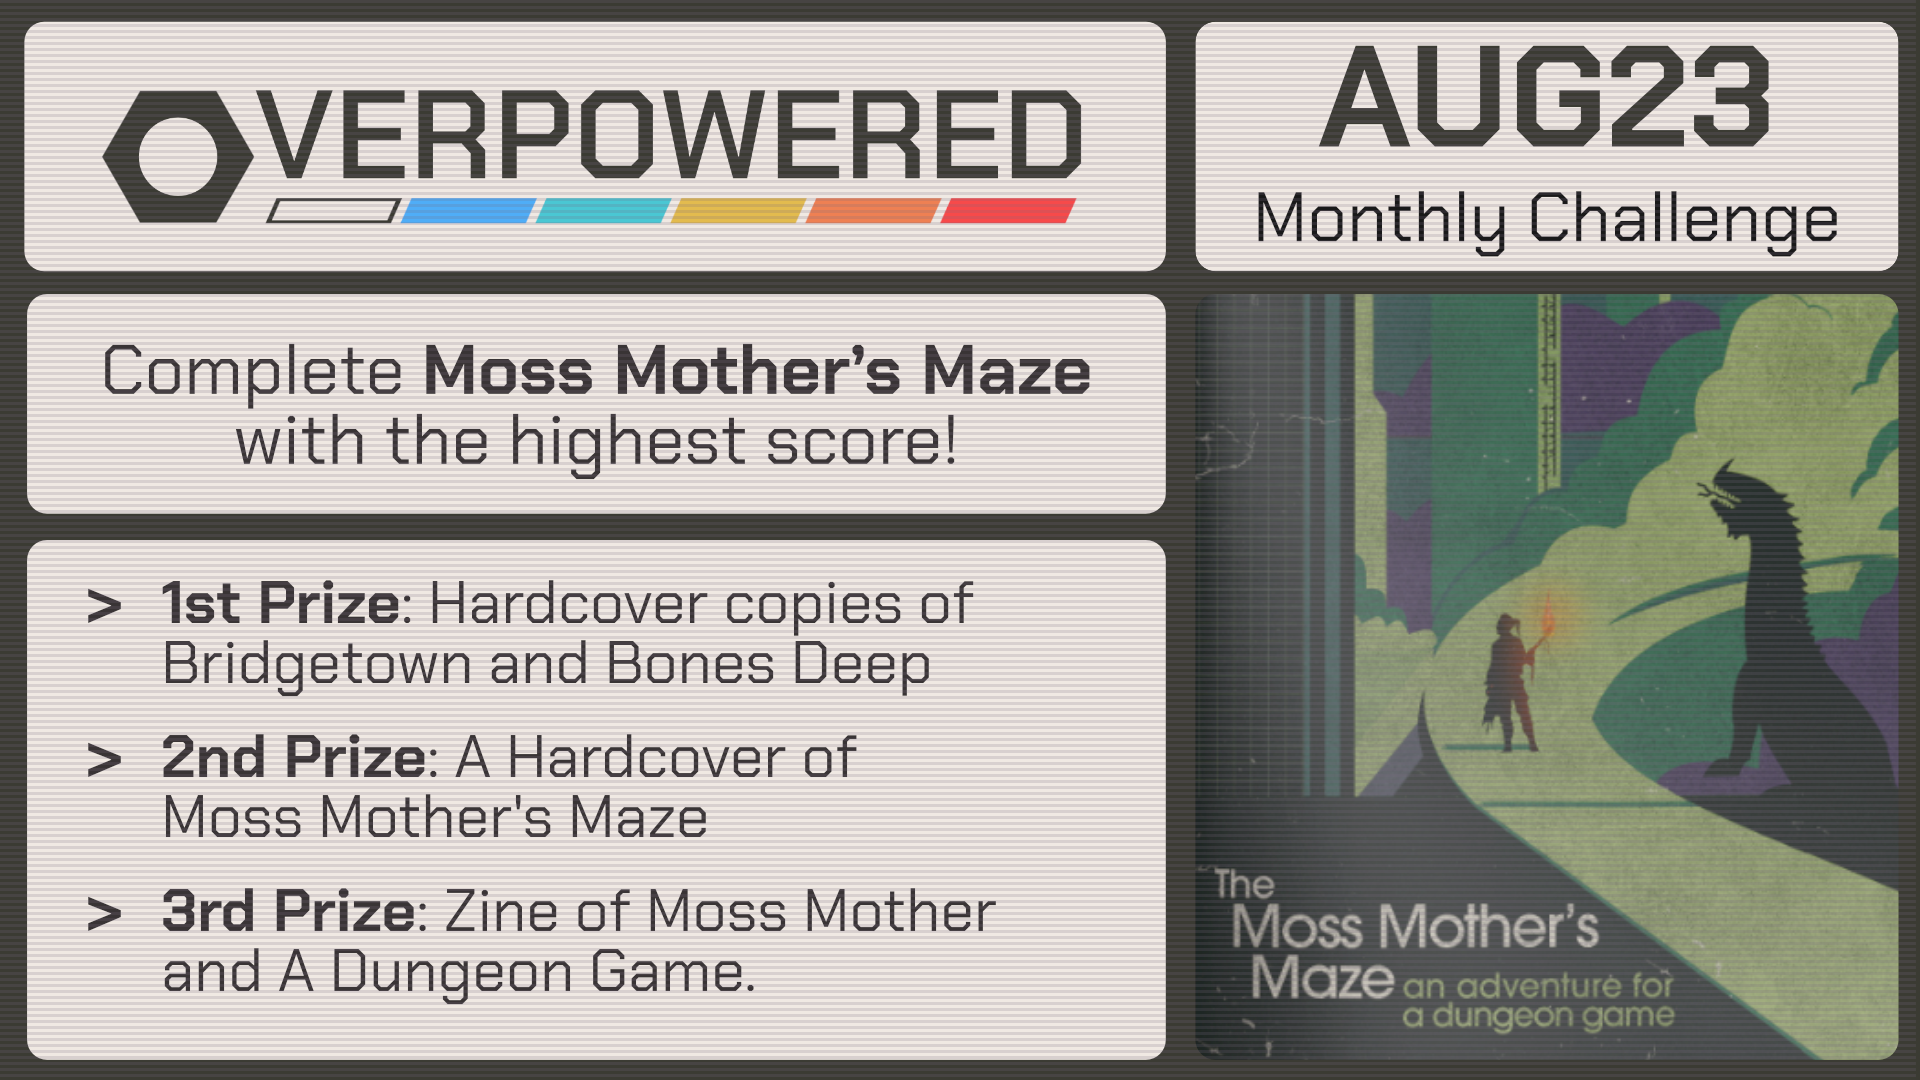 OVERPOWERED
AUG23
Monthly Challenge
Complete Moss Mother’s Maze
with the highest score!
> 1st Prize: Hardcover copies of
Bridgetown and Bones Deep
> 2nd Prize: A Hardcover of
Moss Mother's Maze
> 3rd Prize: Zine of Moss Mother
and A Dungeon Game.
The
Moss Mother’s
Maze an adventure for
a dungeon game